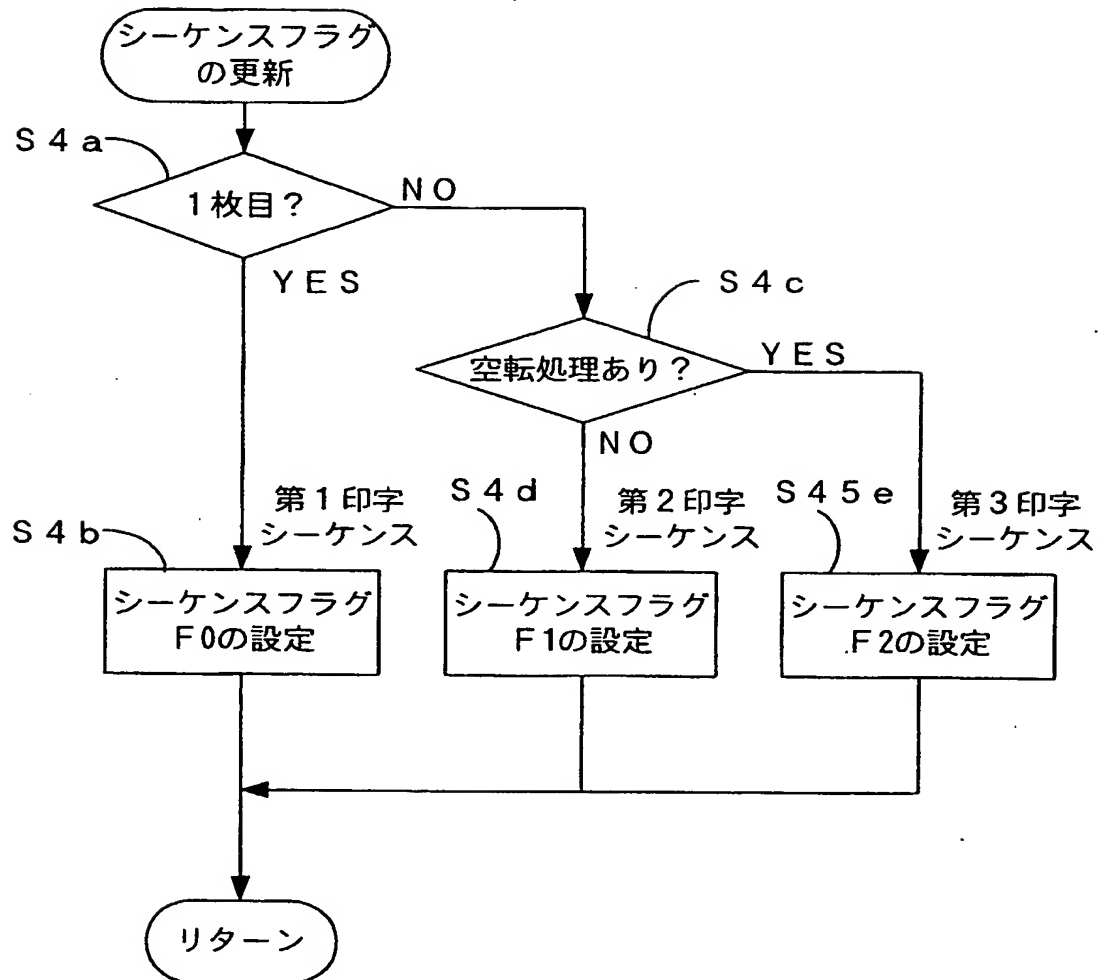 シーケンスフラグ
の更新
S4a
1枚目?
NO
YES
S4c
空転処理あり?
YES
NO
S4b
第1印字
シーケンス
S4d
第2印字
シーケンス
S45e
第3印字
シーケンス
シーケンスフラグ
F0の設定
シーケンスフラグ
F1の設定
シーケンスフラグ
F2の設定
リターン